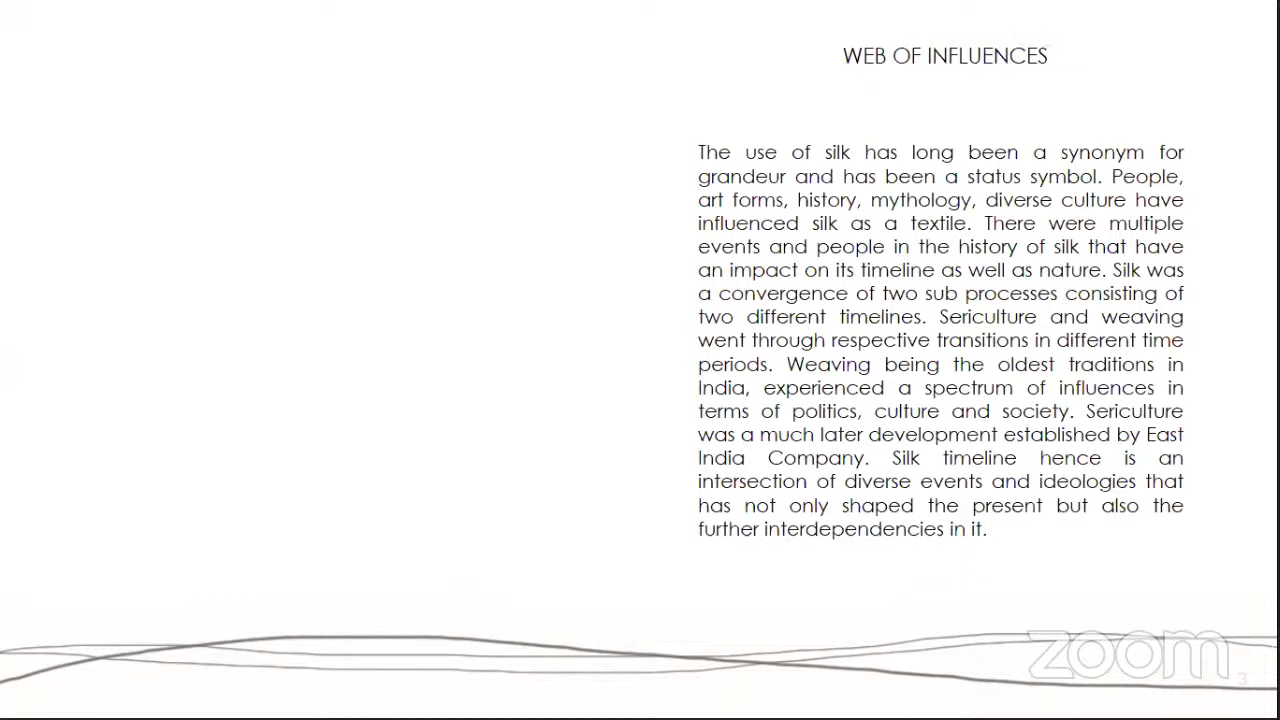 WEB OF INFLUENCES
The use of silk has long been a synonym for
grandeur and has been a status symbol. People,
art forms, history, mythology, diverse culture have
influenced silk as a textile. There were multiple
events and people in the history of silk that have
an impact on its timeline as well as nature. Silk was
a convergence of two sub processes consisting of
two different timelines. Sericulture and weaving
went through respective transitions in different time
periods. Weaving being the oldest traditions in
India, experienced a spectrum of influences in
terms of politics, culture and society. Sericulture
was a much later development established by East
India Company. Silk timeline hence is an
intersection of diverse events and ideologies that
has not only shaped the present but also the
further interdependencies in it.
zoom
3